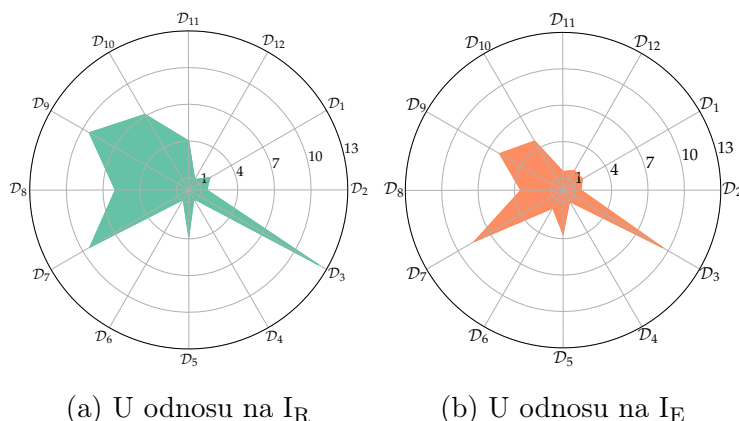 𝒟₁₁
𝒟₁₀ 𝒟₁₂
𝒟₉ 𝒟₁
𝒟₈ 1 4 7 10 13 𝒟₂
𝒟₇ 𝒟₃
𝒟₆ 𝒟₄
𝒟₅
(a) U odnosu na I_R
𝒟₁₁
𝒟₁₀ 𝒟₁₂
𝒟₉ 𝒟₁
𝒟₈ 1 4 7 10 13 𝒟₂
𝒟₇ 𝒟₃
𝒟₆ 𝒟₄
𝒟₅
(b) U odnosu na I_E